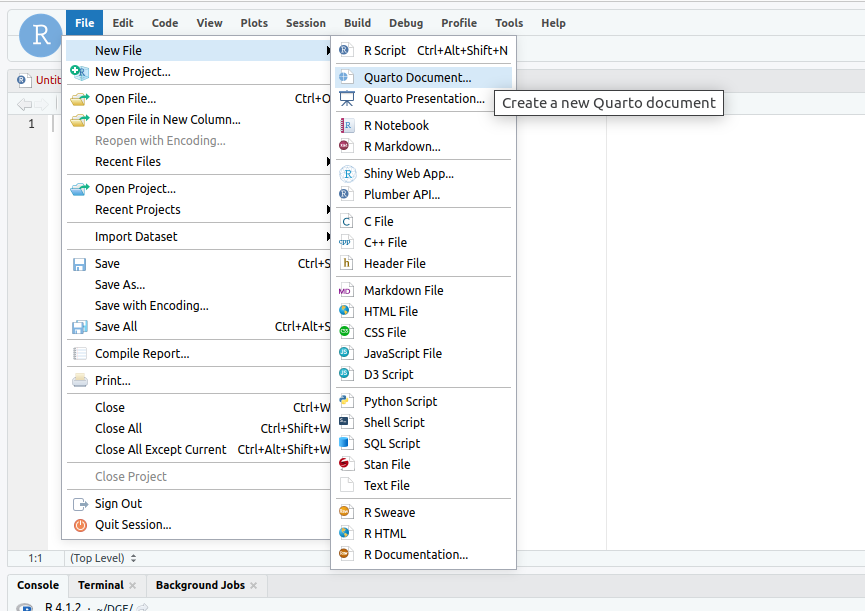 R File Edit Code View Plots Session Build Debug Profile Tools Help
New File
New Project...
Open File... Ctrl+O
Open File in New Column...
Reopen with Encoding...
Recent Files
Open Project...
Recent Projects
Import Dataset
Save Ctrl+S
Save As...
Save with Encoding...
Save All Ctrl+Alt+S
Compile Report...
Print...
Close Ctrl+W
Close All Ctrl+Shift+W
Close All Except Current Ctrl+Alt+Shift+W
Close Project
Sign Out
Quit Session...
R Script Ctrl+Alt+Shift+N
Quarto Document...
Quarto Presentation...
Create a new Quarto document
R Notebook
R Markdown...
Shiny Web App...
Plumber API...
C File
C++ File
Header File
Markdown File
HTML File
CSS File
JavaScript File
D3 Script
Python Script
Shell Script
SQL Script
Stan File
Text File
R Sweave
R HTML
R Documentation...
Untit
1
1:1 (Top Level)
Console Terminal Background Jobs
R 4.1.2 · ~/DGE/